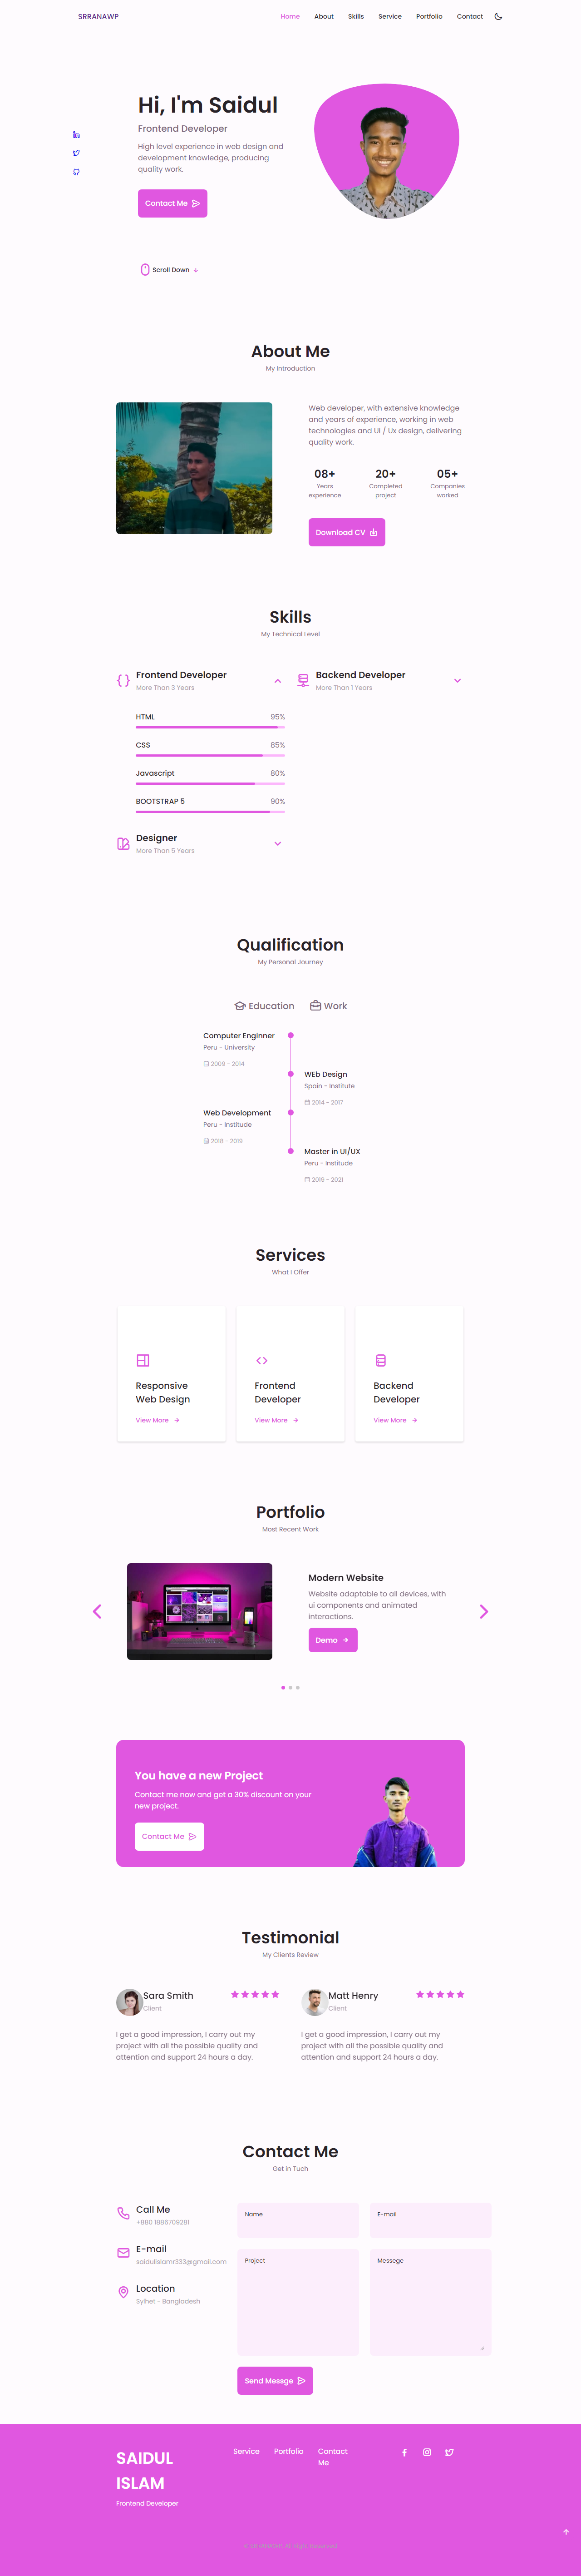 SRRANAWP
Home About Skills Service Portfolio Contact
Hi, I'm Saidul
Frontend Developer
High level experience in web design and
development knowledge, producing
quality work.
Contact Me
Scroll Down
About Me
My Introduction
Web developer, with extensive knowledge
and years of experience, working in web
technologies and Ui / Ux design, delivering
quality work.
08+ 20+ 05+
Years Completed Companies
experience project worked
Download CV
Skills
My Technical Level
Frontend Developer
More Than 3 Years
Backend Developer
More Than 1 Years
HTML 95%
CSS 85%
Javascript 80%
BOOTSTRAP 5 90%
Designer
More Than 5 Years
Qualification
My Personal Journey
Education Work
Computer Enginner
Peru - University
2009 - 2014
WEb Design
Spain - Institute
2014 - 2017
Web Development
Peru - Institude
Master in UI/UX
Peru - Institude
Services
What I Offer
Responsive
Web Design
View More
Frontend
Developer
View More
Backend
Developer
View More
Portfolio
Most Recent Work
Modern Website
Website adaptable to all devices, with
ui components and animated
interactions.
Demo
You have a new Project
Contact me now and get a 30% discount on your
new project.
Contact Me
Testimonial
My Clients Review
Sara Smith
Client
I get a good impression, I carry out my
project with all the possible quality and
attention and support 24 hours a day.
Matt Henry
Client
I get a good impression, I carry out my
project with all the possible quality and
attention and support 24 hours a day.
Contact Me
Get in Tuch
Call Me
+880 1888709281
E-mail
saidulislamr333@gmail.com
Location
Sylhet - Bangladesh
Name
E-mail
Project
Messege
Send Messge
SAIDUL
ISLAM
Frontend Developer
Service Portfolio Contact
Me